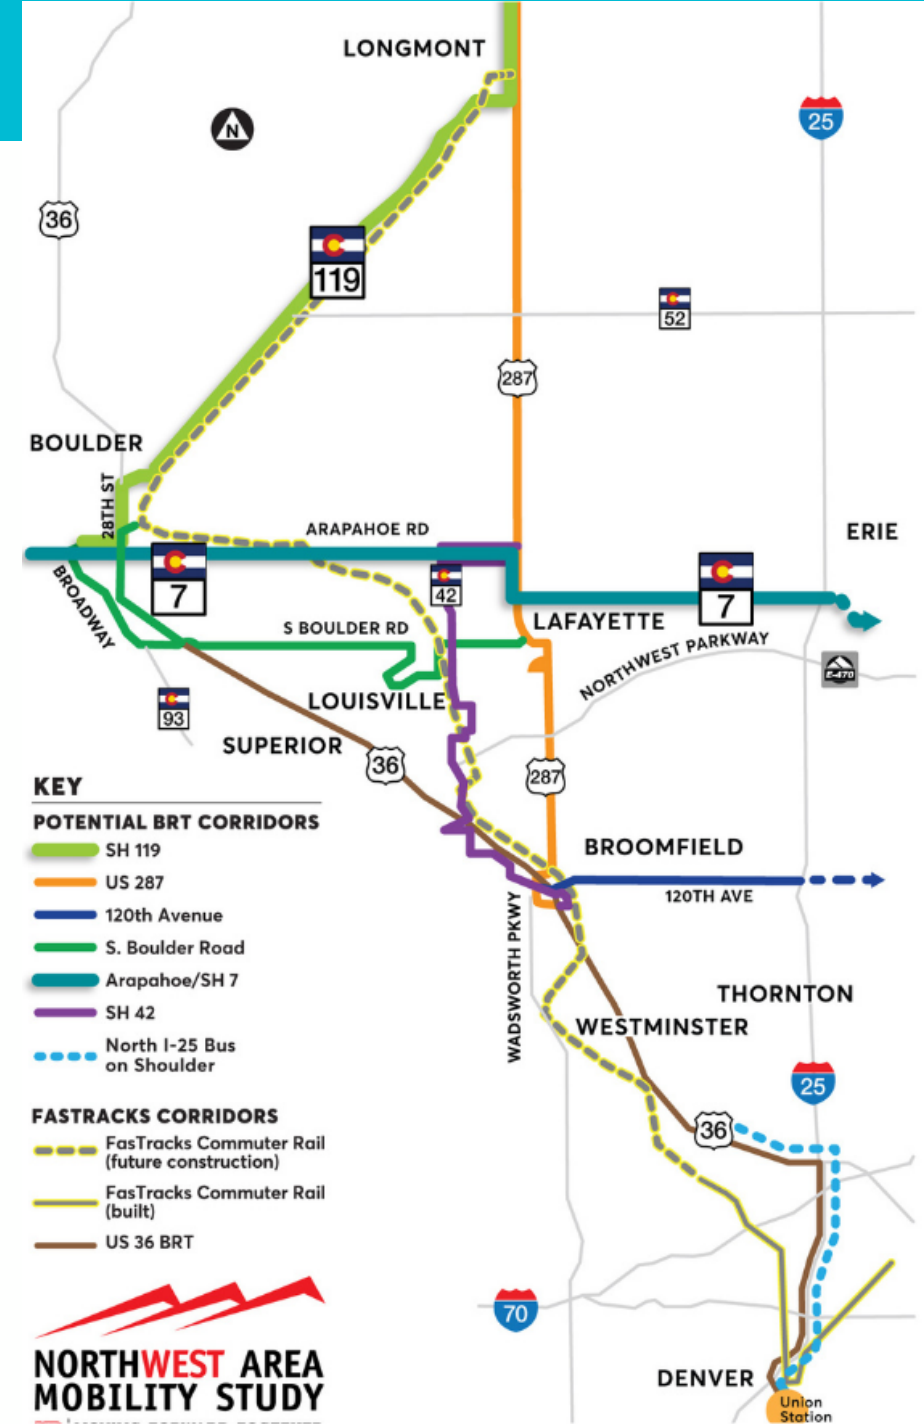 LONGMONT
N
25
36
119
52
287
BOULDER
28TH ST
ARAPAHOE RD
ERIE
7
42
7
BROADWAY
S BOULDER RD
LAFAYETTE
NORTHWEST PARKWAY
E-470
LOUISVILLE
93
SUPERIOR
36
287
KEY
POTENTIAL BRT CORRIDORS
SH 119
US 287
120th Avenue
S. Boulder Road
Arapahoe/SH 7
SH 42
North I-25 Bus
on Shoulder
BROOMFIELD
120TH AVE
WADSWORTH PKWY
THORNTON
WESTMINSTER
25
36
FASTRACKS CORRIDORS
FasTracks Commuter Rail
(future construction)
FasTracks Commuter Rail
(built)
US 36 BRT
70
NORTHWEST AREA
MOBILITY STUDY
DENVER
Union
Station